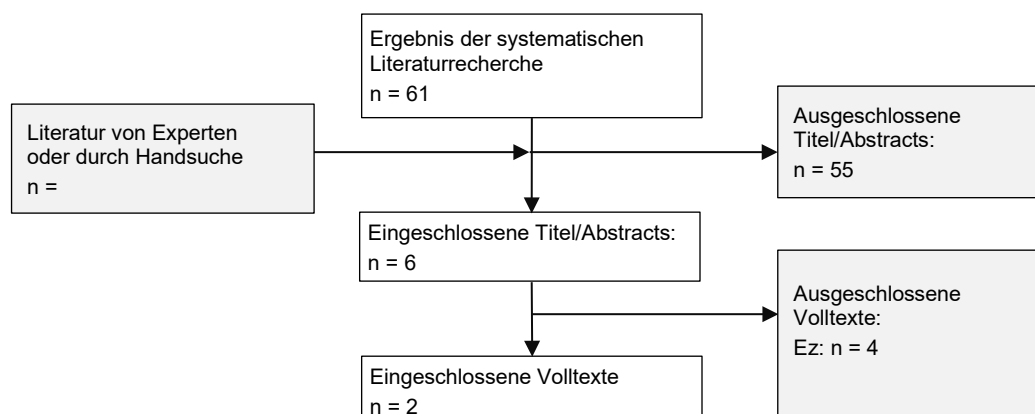 Ergebnis der systematischen
Literaturrecherche
n = 61
Literatur von Experten
oder durch Handsuche
n =
Ausgeschlossene
Titel/Abstracts:
n = 55
Eingeschlossene Titel/Abstracts:
n = 6
Ausgeschlossene
Volltexte:
Ez: n = 4
Eingeschlossene Volltexte
n = 2